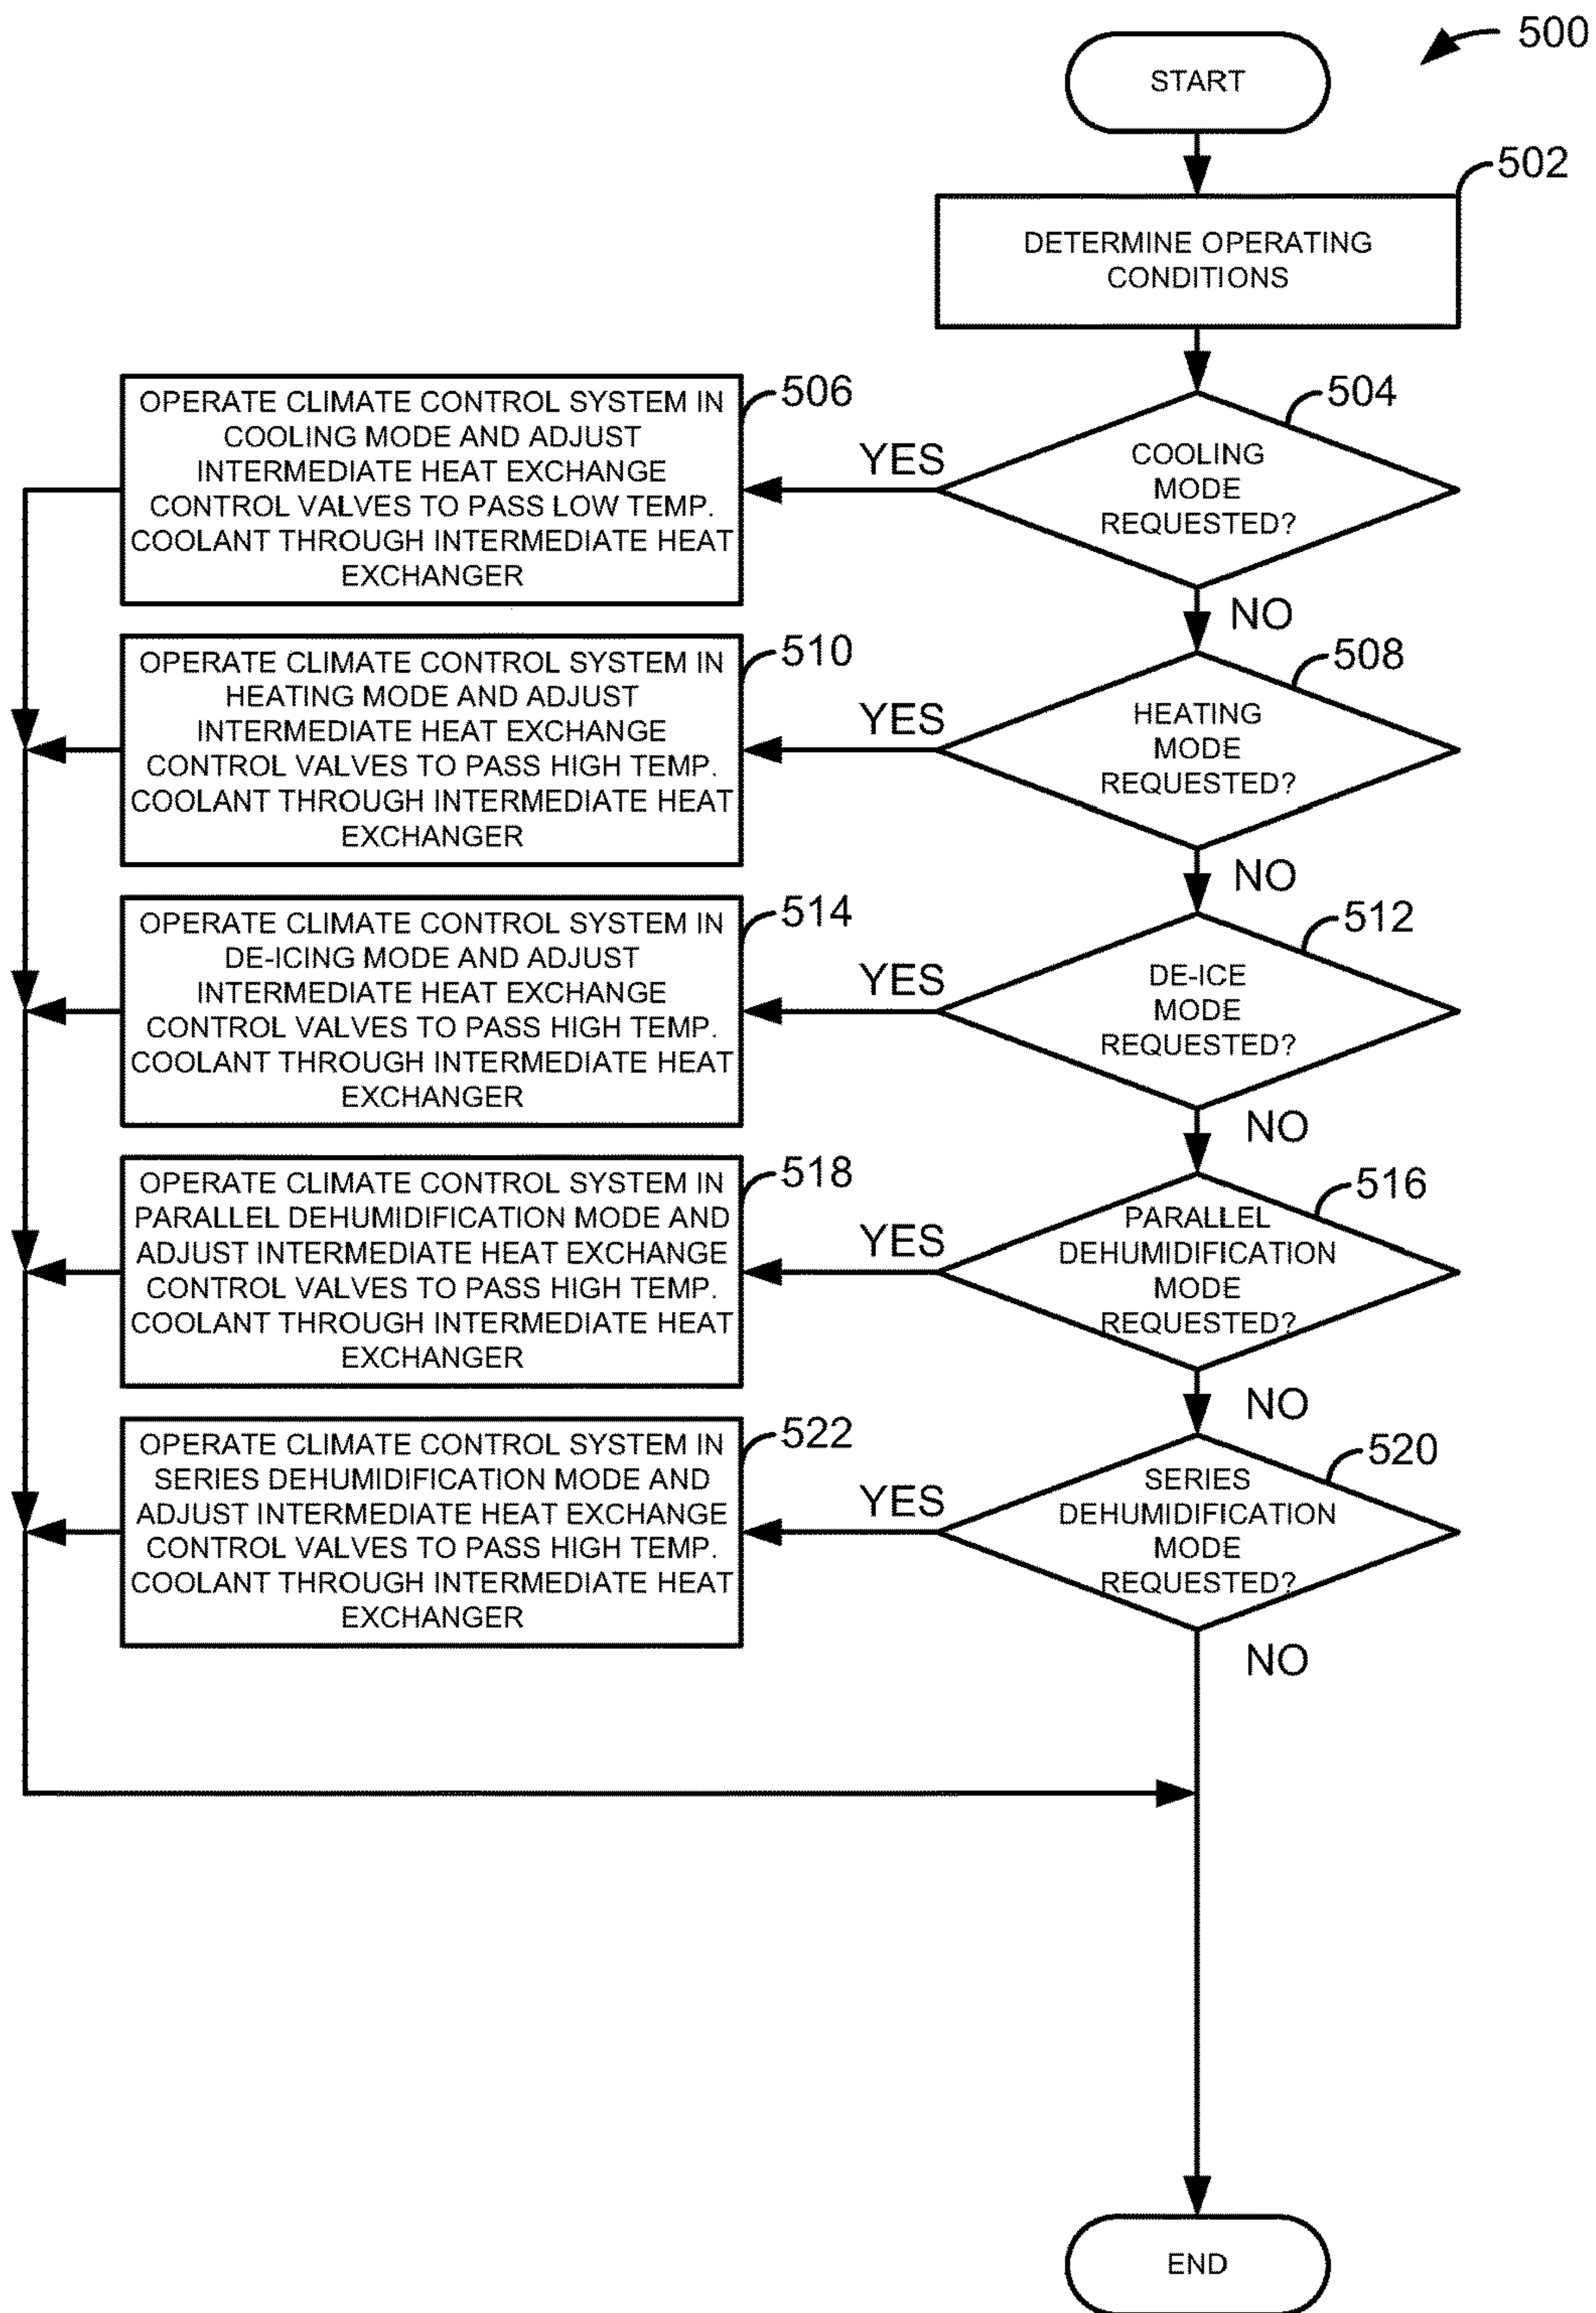 500
START
502
DETERMINE OPERATING
CONDITIONS
504
COOLING
MODE
REQUESTED?
YES
NO
506
OPERATE CLIMATE CONTROL SYSTEM IN
COOLING MODE AND ADJUST
INTERMEDIATE HEAT EXCHANGE
CONTROL VALVES TO PASS LOW TEMP.
COOLANT THROUGH INTERMEDIATE HEAT
EXCHANGER
508
HEATING
MODE
REQUESTED?
YES
NO
510
OPERATE CLIMATE CONTROL SYSTEM IN
HEATING MODE AND ADJUST
INTERMEDIATE HEAT EXCHANGE
CONTROL VALVES TO PASS HIGH TEMP.
COOLANT THROUGH INTERMEDIATE HEAT
EXCHANGER
512
DE-ICE
MODE
REQUESTED?
YES
NO
514
OPERATE CLIMATE CONTROL SYSTEM IN
DE-ICING MODE AND ADJUST
INTERMEDIATE HEAT EXCHANGE
CONTROL VALVES TO PASS HIGH TEMP.
COOLANT THROUGH INTERMEDIATE HEAT
EXCHANGER
516
PARALLEL
DEHUMIDIFICATION
MODE
REQUESTED?
YES
NO
518
OPERATE CLIMATE CONTROL SYSTEM IN
PARALLEL DEHUMIDIFICATION MODE AND
ADJUST INTERMEDIATE HEAT EXCHANGE
CONTROL VALVES TO PASS HIGH TEMP.
COOLANT THROUGH INTERMEDIATE HEAT
EXCHANGER
520
SERIES
DEHUMIDIFICATION
MODE
REQUESTED?
YES
NO
522
OPERATE CLIMATE CONTROL SYSTEM IN
SERIES DEHUMIDIFICATION MODE AND
ADJUST INTERMEDIATE HEAT EXCHANGE
CONTROL VALVES TO PASS HIGH TEMP.
COOLANT THROUGH INTERMEDIATE HEAT
EXCHANGER
END